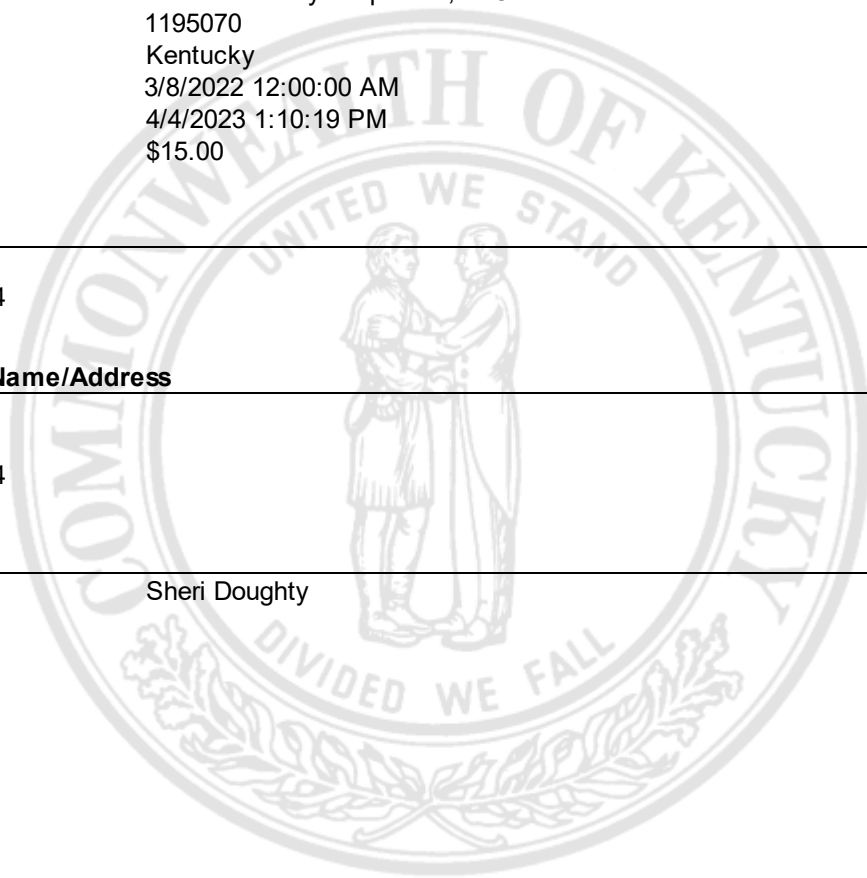 1195070
Kentucky
3/8/2022 12:00:00 AM
4/4/2023 1:10:19 PM
$15.00
COMMONWEALTH OF KENTUCKY
UNITED WE STAND
4
Name/Address
4
Sheri Doughty
DIVIDED WE FALL